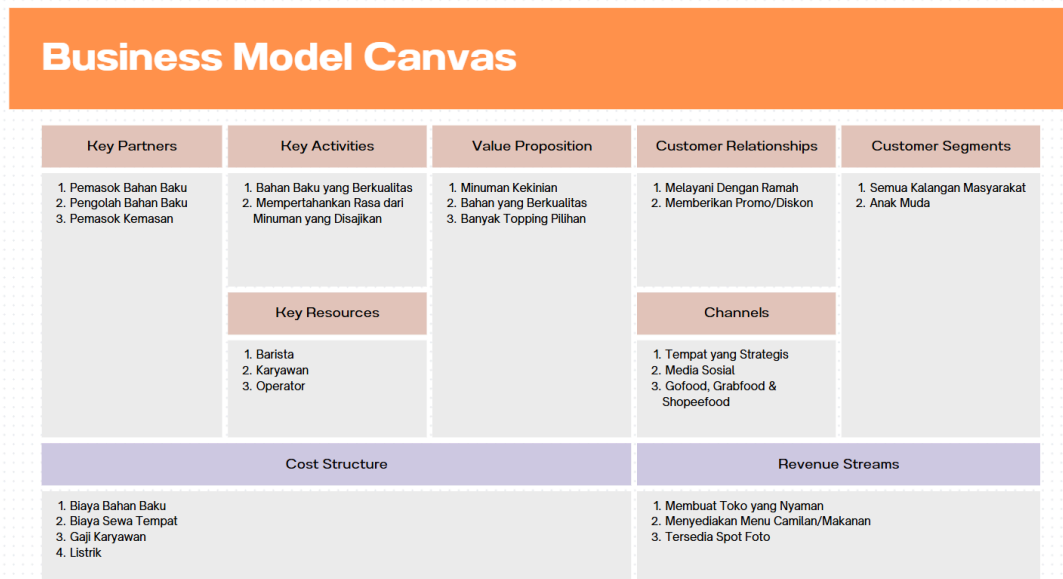 Business Model Canvas
Key Partners
1. Pemasok Bahan Baku
2. Pengolah Bahan Baku
3. Pemasok Kemasan
Key Activities
1. Bahan Baku yang Berkualitas
2. Mempertahankan Rasa dari
Minuman yang Disajikan
Key Resources
1. Barista
2. Karyawan
3. Operator
Value Proposition
1. Minuman Kekinian
2. Bahan yang Berkualitas
3. Banyak Topping Pilihan
Customer Relationships
1. Melayani Dengan Ramah
2. Memberikan Promo/Diskon
Channels
1. Tempat yang Strategis
2. Media Sosial
3. Gofood, Grabfood &
Shopeefood
Customer Segments
1. Semua Kalangan Masyarakat
2. Anak Muda
Cost Structure
1. Biaya Bahan Baku
2. Biaya Sewa Tempat
3. Gaji Karyawan
4. Listrik
Revenue Streams
1. Membuat Toko yang Nyaman
2. Menyediakan Menu Camilan/Makanan
3. Tersedia Spot Foto